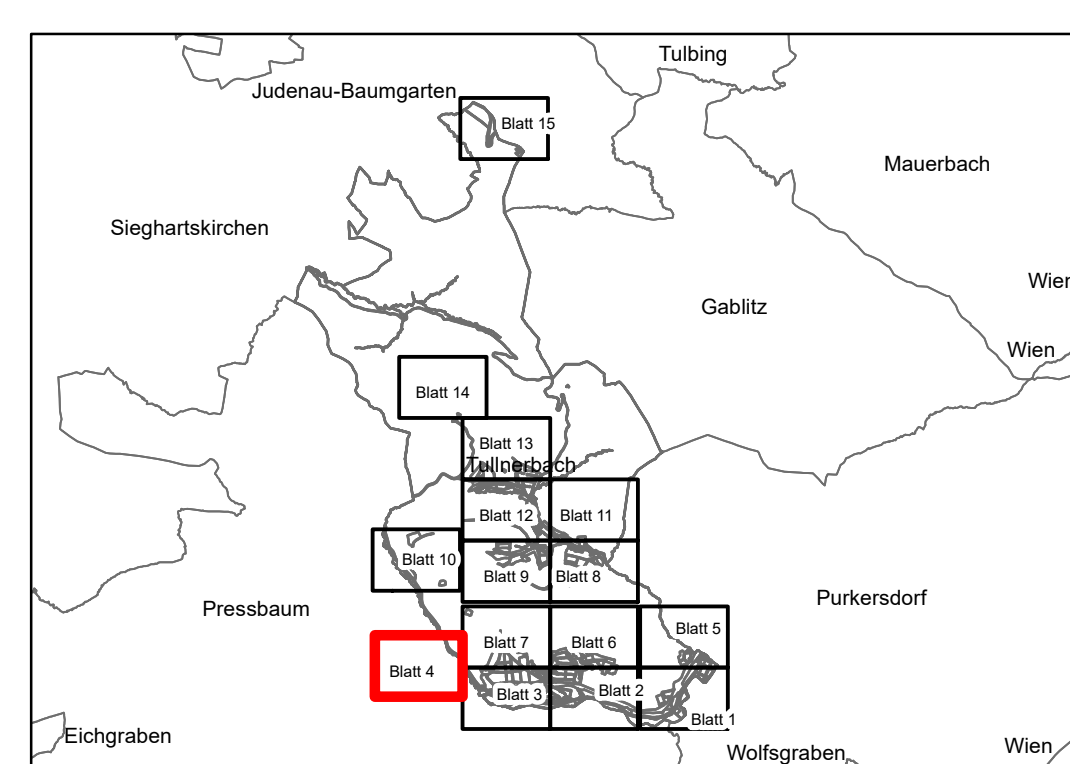 Tulbing
Judenau-Baumgarten
Blatt 15
Mauerbach
Sieghartskirchen
Wien
Gablitz
Wien
Blatt 14
Blatt 13
Tullnerbach
Blatt 12
Blatt 11
Blatt 10
Blatt 9
Blatt 8
Purkersdorf
Pressbaum
Blatt 5
Blatt 7
Blatt 6
Blatt 4
Blatt 3
Blatt 2
Blatt 1
Eichgraben
Wolfsgraben
Wien